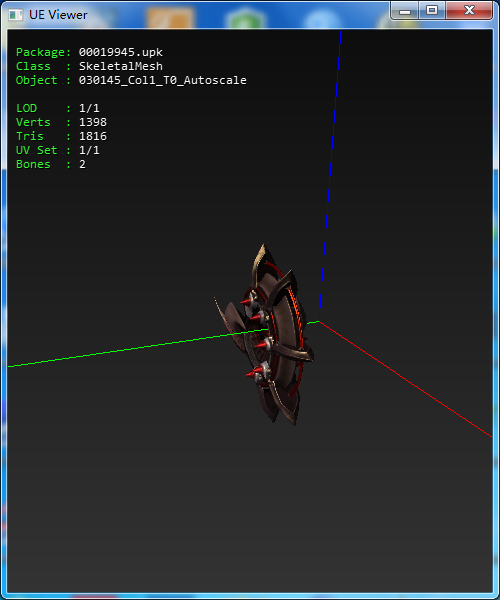 UE Viewer
Package: 00019945.upk
Class : SkeletalMesh
Object : 030145_Col1_T0_Autoscale
LOD : 1/1
Verts : 1398
Tris : 1816
UV Set : 1/1
Bones : 2